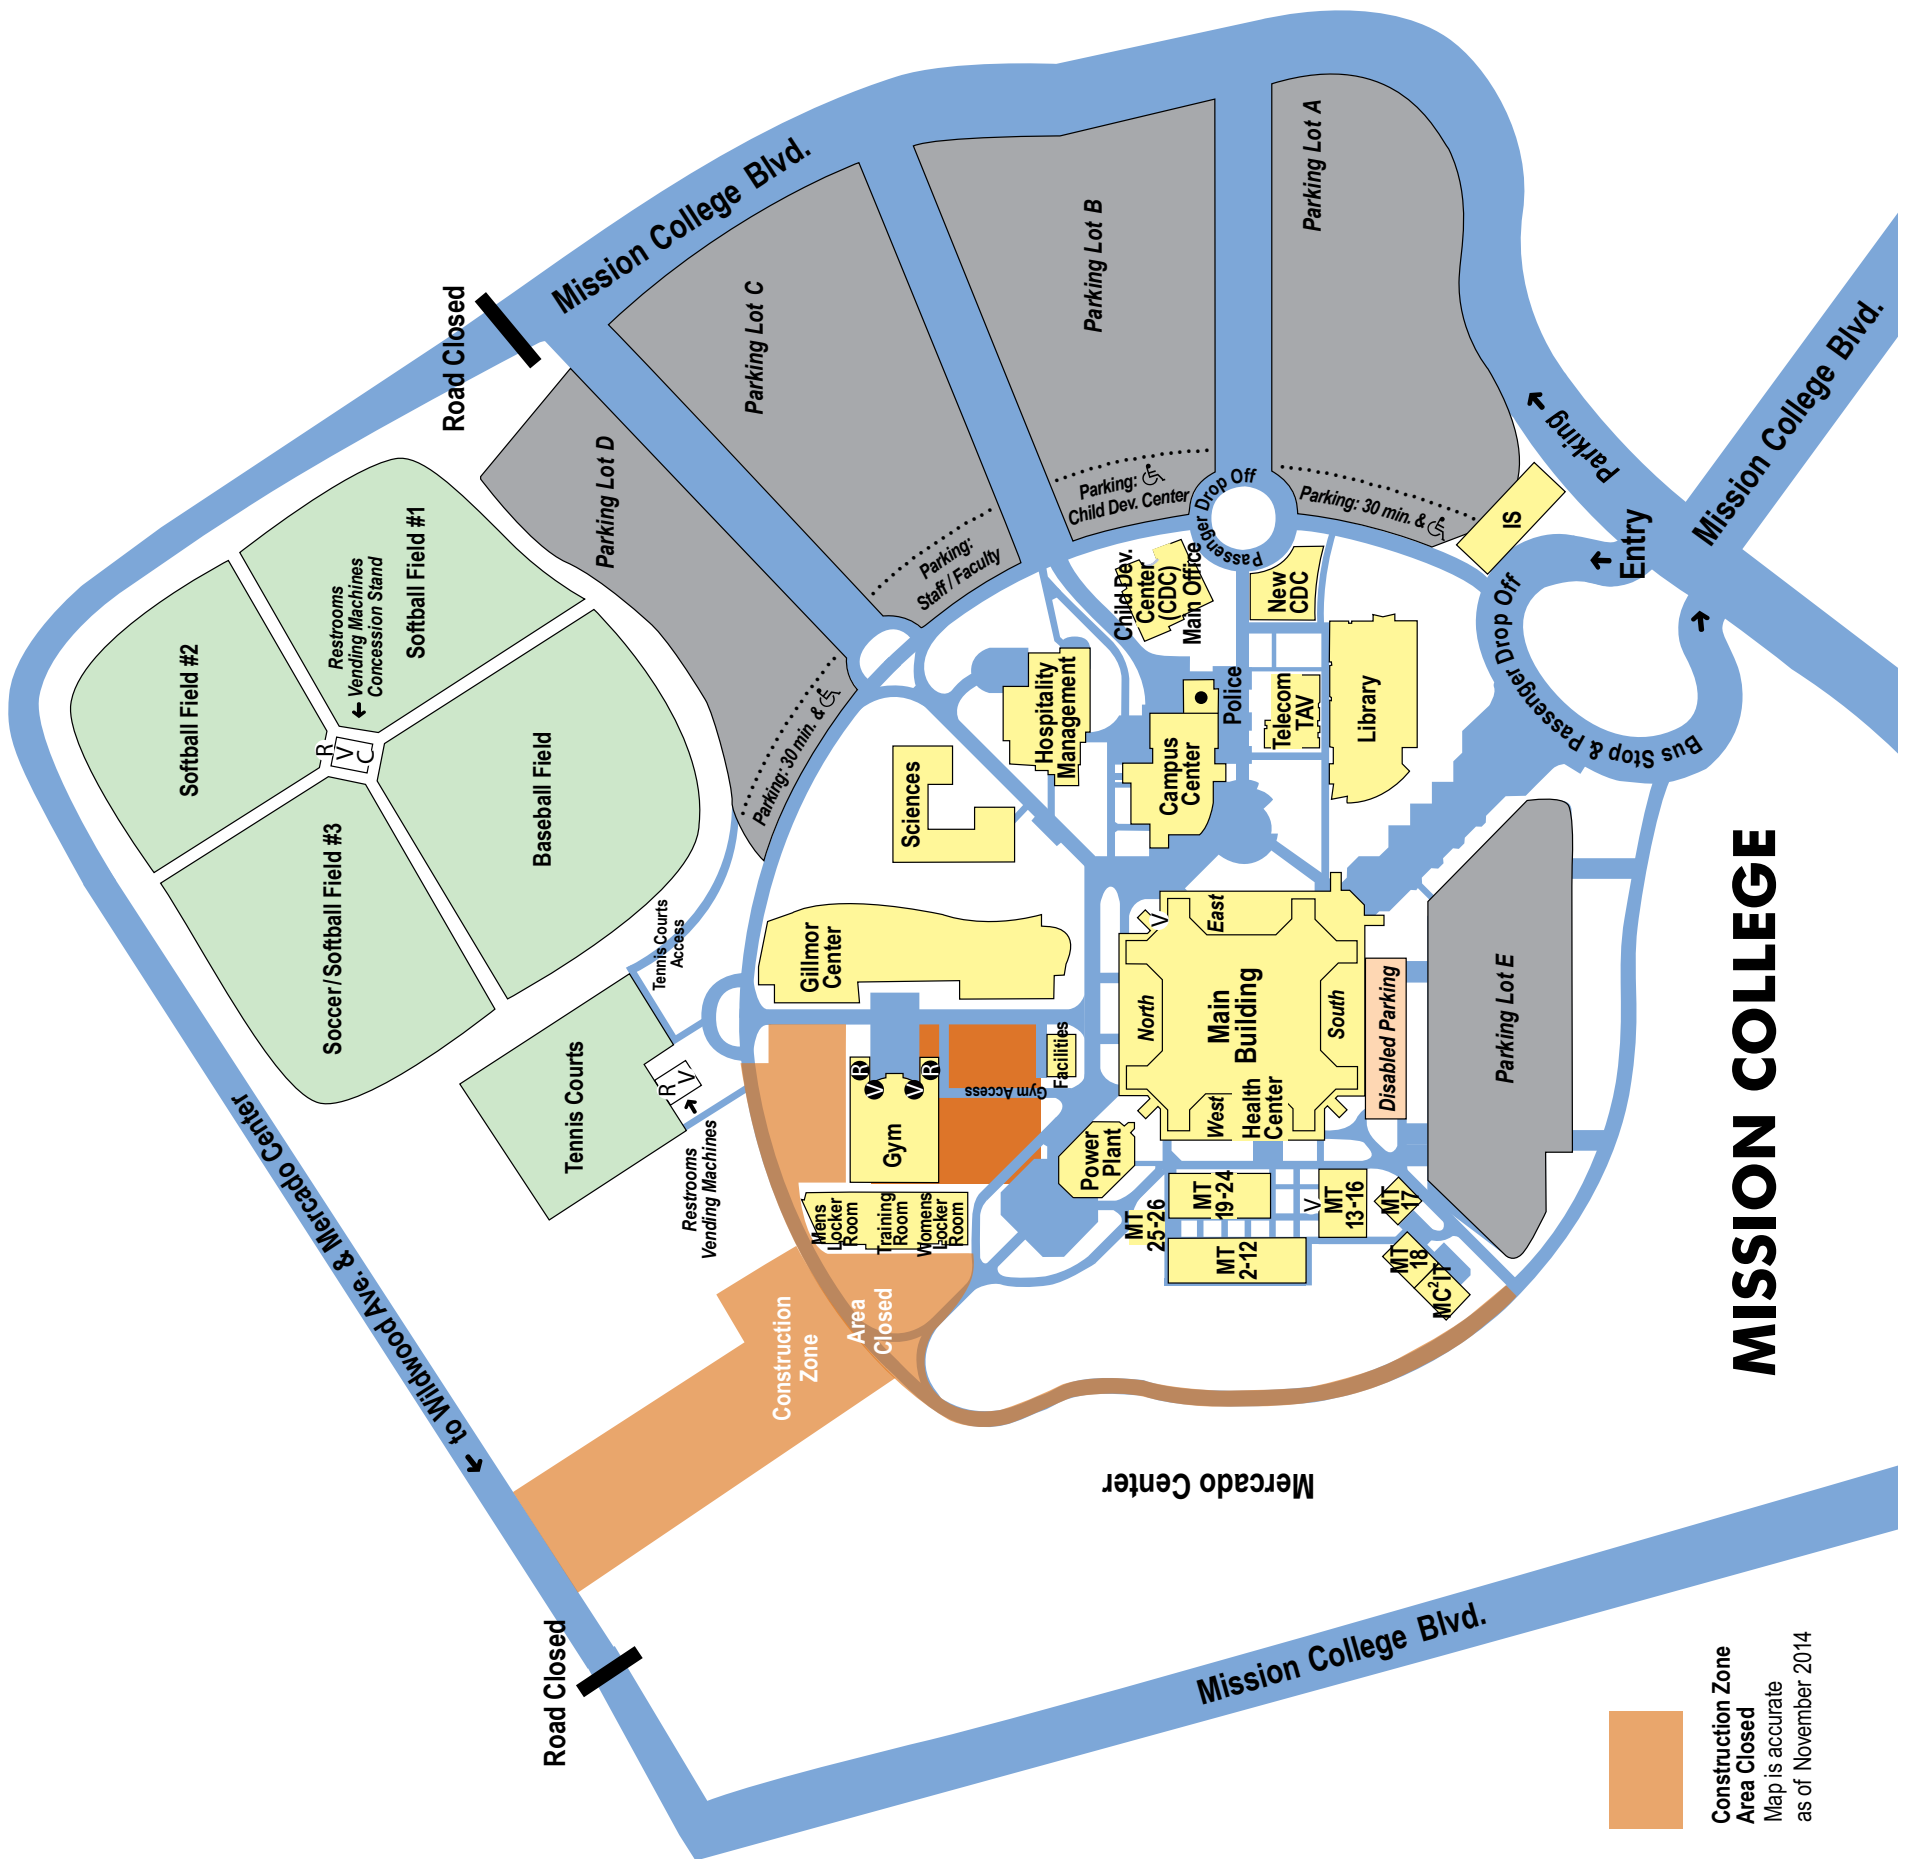 MISSION COLLEGE
Mission College Blvd.
Road Closed
Parking Lot A
Parking Lot B
Parking Lot C
Parking Lot D
Parking Lot E
Parking: 30 min. &
Parking:
Child Dev. Center
Parking:
Staff / Faculty
Parking: 30 min. &
Passenger Drop Off
Parking
IS
Entry
Mission College Blvd.
Bus Stop & Passenger Drop Off
Softball Field #1
Softball Field #2
Soccer/Softball Field #3
Baseball Field
Restrooms
Vending Machines
Concession Stand
R
V
C
Tennis Courts
Tennis Courts
Access
R
V
Restrooms
Vending Machines
to Wildwood Ave. & Mercado Center
Child Dev.
Center
(CDC)
Main Office
New
CDC
Hospitality
Management
Campus
Center
Police
Telecom
TAV
Library
Sciences
Gillmor
Center
Main
Building
North
East
South
West
Health
Center
V
Disabled Parking
Facilities
Gym Access
Gym
R
V
V
R
Mens
Locker
Room
Training
Room
Womens
Locker
Room
Power
Plant
MT
25-26
MT
19-24
MT
2-12
V
MT
13-16
MT
17
MT
18
MC²IT
Construction
Zone
Area
Closed
Mercado Center
Road Closed
Mission College Blvd.
Construction Zone
Area Closed
Map is accurate
as of November 2014